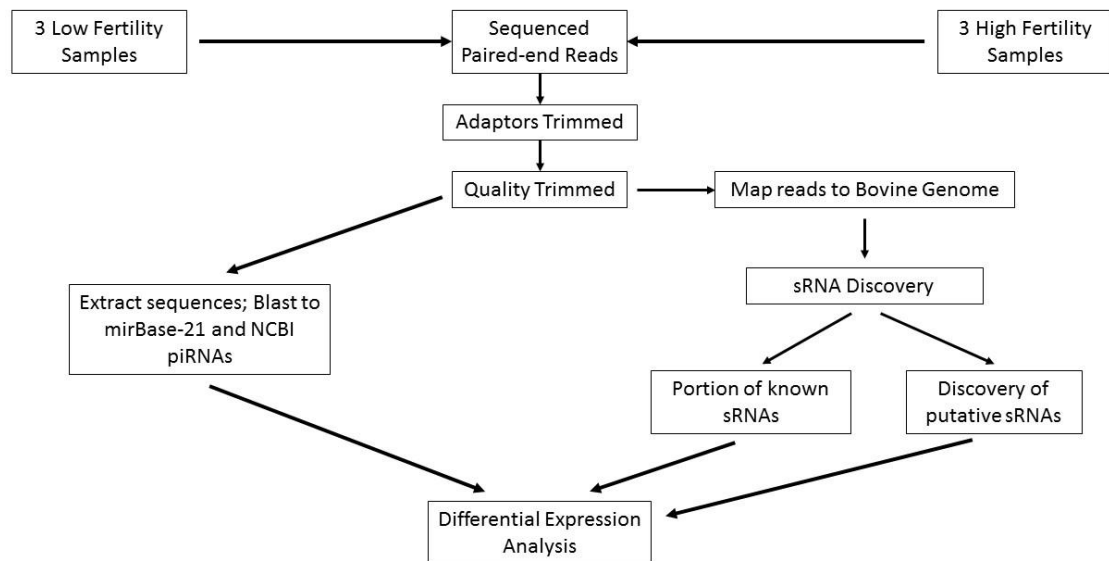 3 Low Fertility
Samples
Sequenced
Paired-end Reads
3 High Fertility
Samples
Adaptors Trimmed
Quality Trimmed
Map reads to Bovine Genome
sRNA Discovery
Extract sequences; Blast to
mirBase-21 and NCBI
piRNAs
Portion of known
sRNAs
Discovery of
putative sRNAs
Differential Expression
Analysis